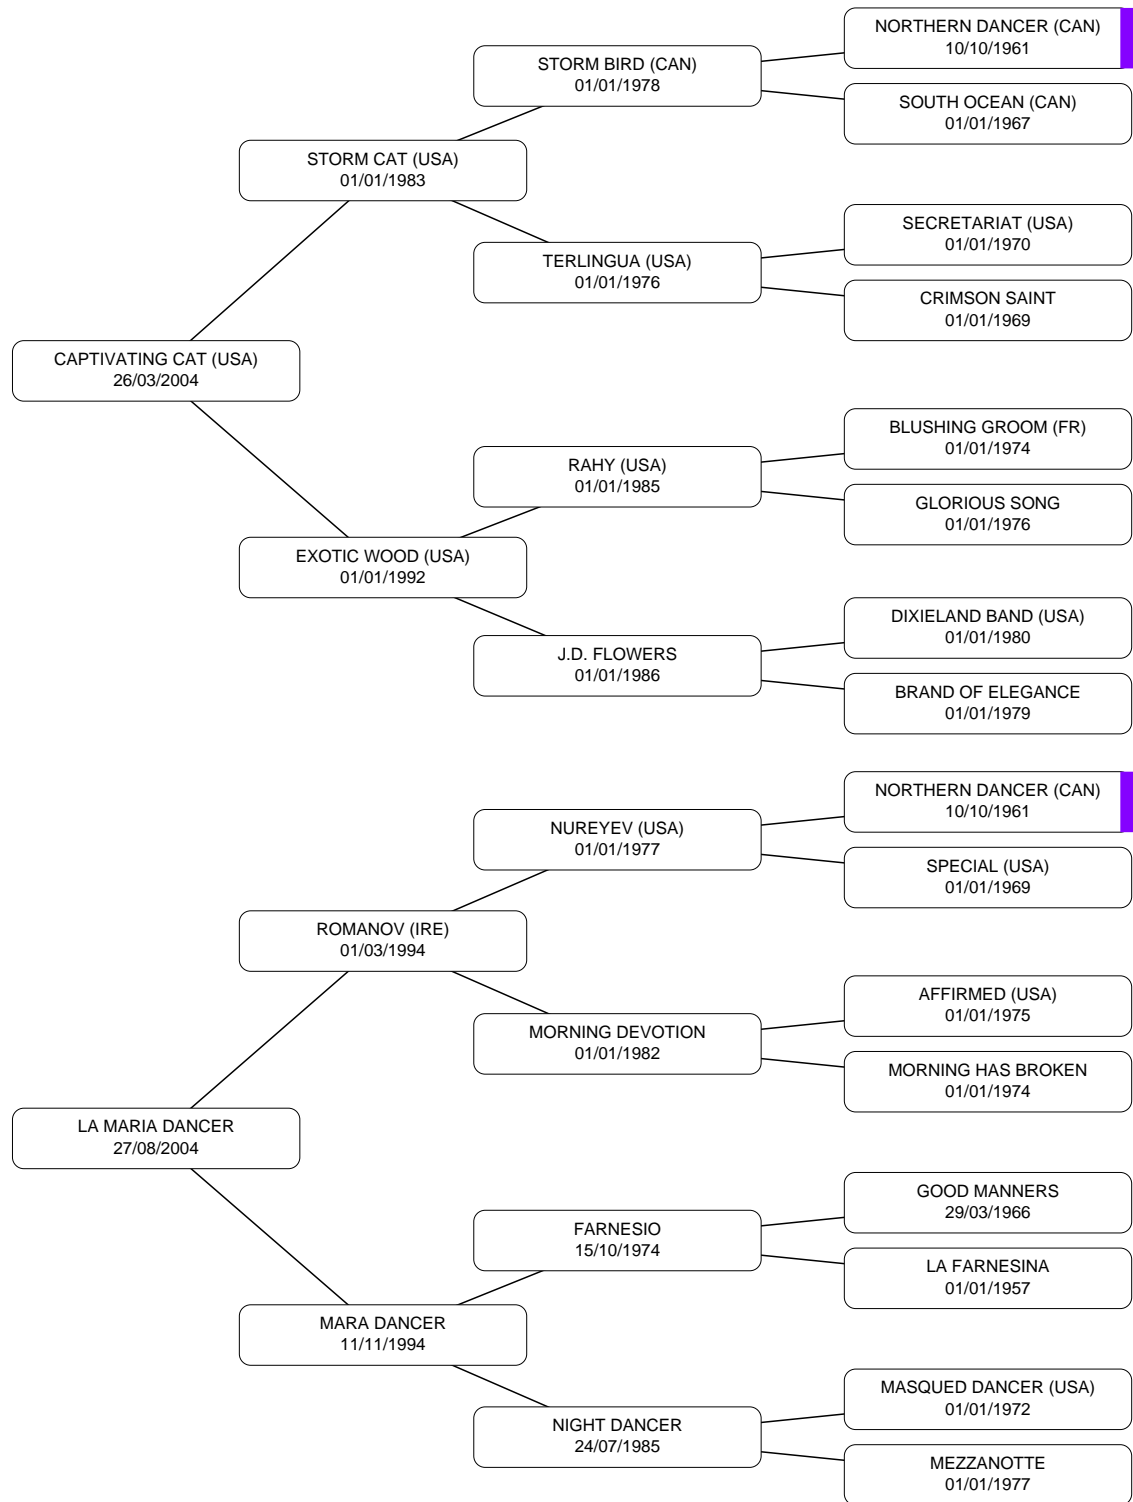 NORTHERN DANCER (CAN)
10/10/1961
STORM BIRD (CAN)
01/01/1978
SOUTH OCEAN (CAN)
01/01/1967
STORM CAT (USA)
01/01/1983
SECRETARIAT (USA)
01/01/1970
TERLINGUA (USA)
01/01/1976
CRIMSON SAINT
01/01/1969
CAPTIVATING CAT (USA)
26/03/2004
BLUSHING GROOM (FR)
01/01/1974
RAHY (USA)
01/01/1985
GLORIOUS SONG
01/01/1976
EXOTIC WOOD (USA)
01/01/1992
DIXIELAND BAND (USA)
01/01/1980
J.D. FLOWERS
01/01/1986
BRAND OF ELEGANCE
01/01/1979
NORTHERN DANCER (CAN)
10/10/1961
NUREYEV (USA)
01/01/1977
SPECIAL (USA)
01/01/1969
ROMANOV (IRE)
01/03/1994
AFFIRMED (USA)
01/01/1975
MORNING DEVOTION
01/01/1982
MORNING HAS BROKEN
01/01/1974
LA MARIA DANCER
27/08/2004
GOOD MANNERS
29/03/1966
FARNESIO
15/10/1974
LA FARNESINA
01/01/1957
MARA DANCER
11/11/1994
MASQUED DANCER (USA)
01/01/1972
NIGHT DANCER
24/07/1985
MEZZANOTTE
01/01/1977